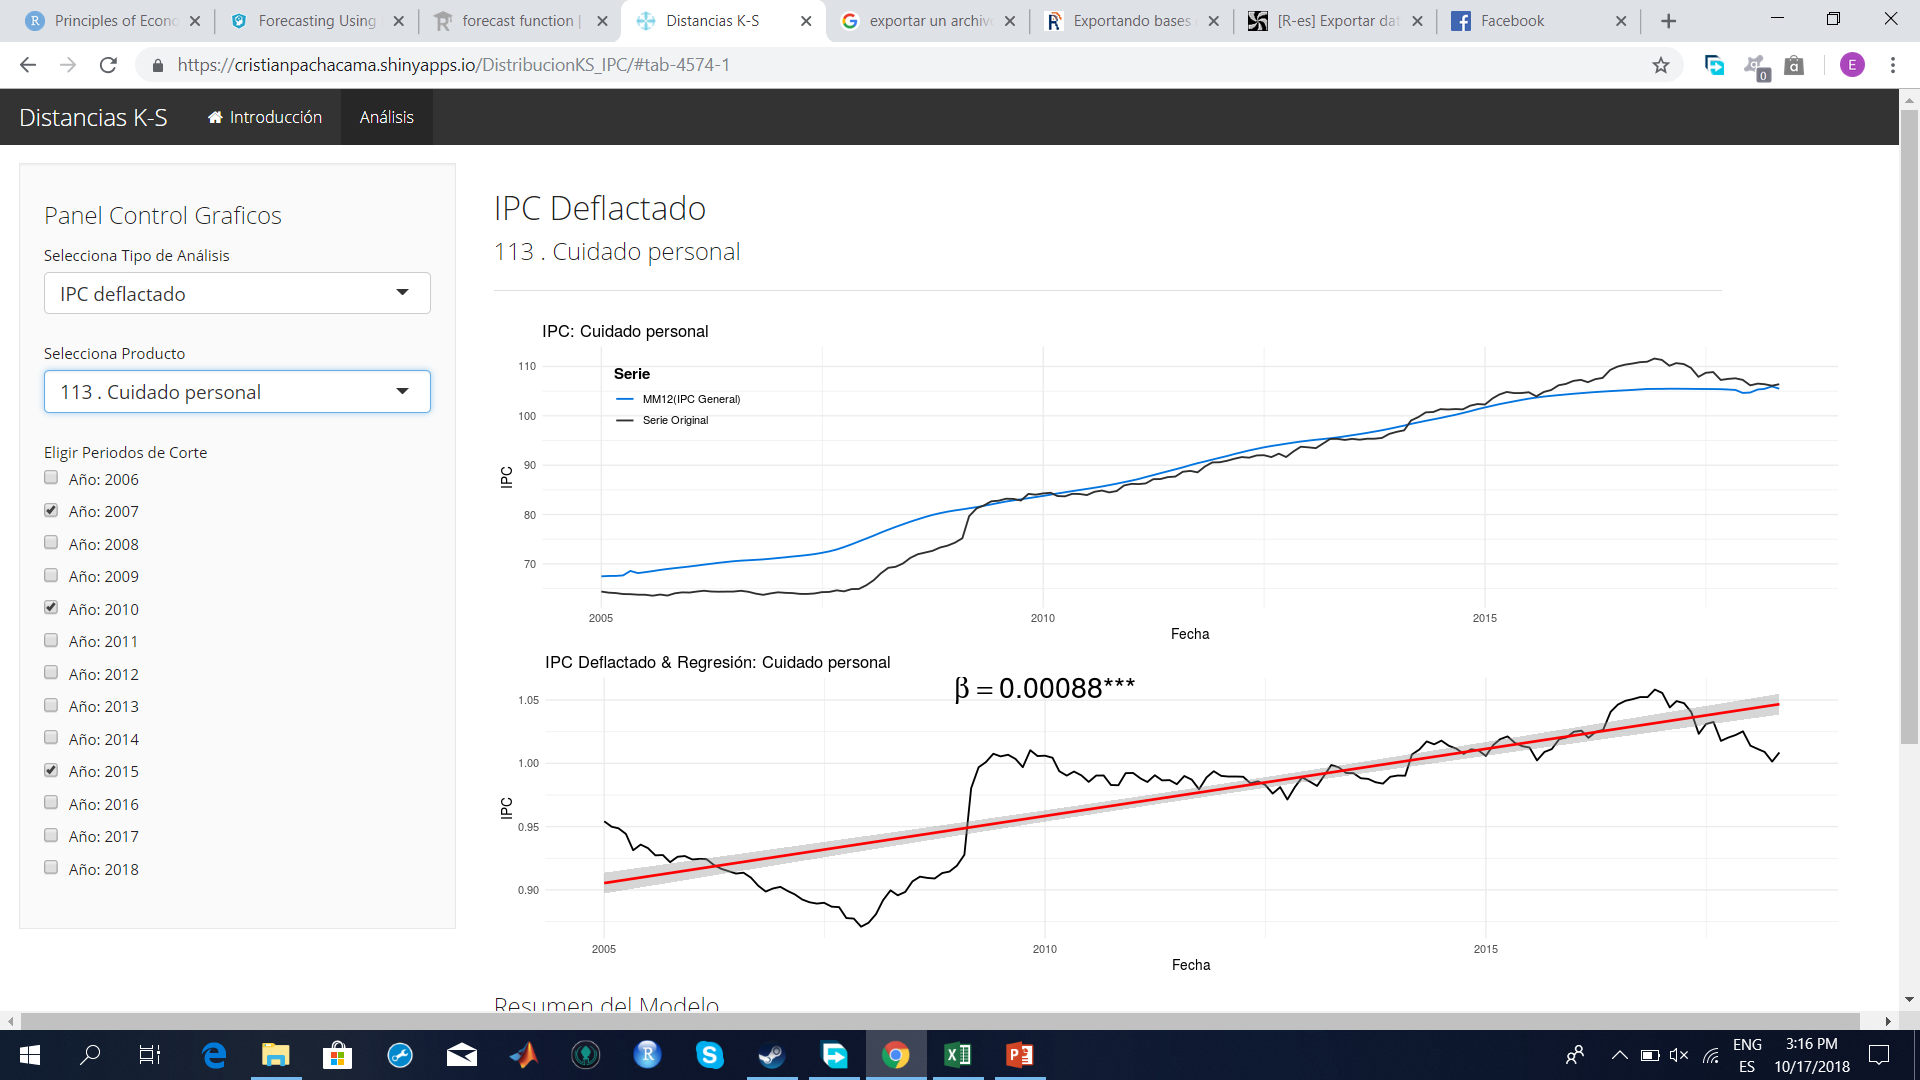 Principles of Econo
Forecasting Using
forecast function |
Distancias K-S
exportar un archivo
Exportando bases
[R-es] Exportar dat
Facebook
https://cristianpachacama.shinyapps.io/DistribucionKS_IPC/#tab-4574-1
0
E
Distancias K-S
Introducción
Análisis
Panel Control Graficos
Selecciona Tipo de Análisis
IPC deflactado
Selecciona Producto
113 . Cuidado personal
Eligir Periodos de Corte
Año: 2006
Año: 2007
Año: 2008
Año: 2009
Año: 2010
Año: 2011
Año: 2012
Año: 2013
Año: 2014
Año: 2015
Año: 2016
Año: 2017
Año: 2018
IPC Deflactado
113 . Cuidado personal
IPC: Cuidado personal
Serie
MM12(IPC General)
Serie Original
110
100
90
80
70
IPC
2005
2010
2015
Fecha
IPC Deflactado & Regresión: Cuidado personal
β = 0.00088***
1.05
1.00
0.95
0.90
IPC
2005
2010
2015
Fecha
Resumen del Modelo
ENG
ES
3:16 PM
10/17/2018